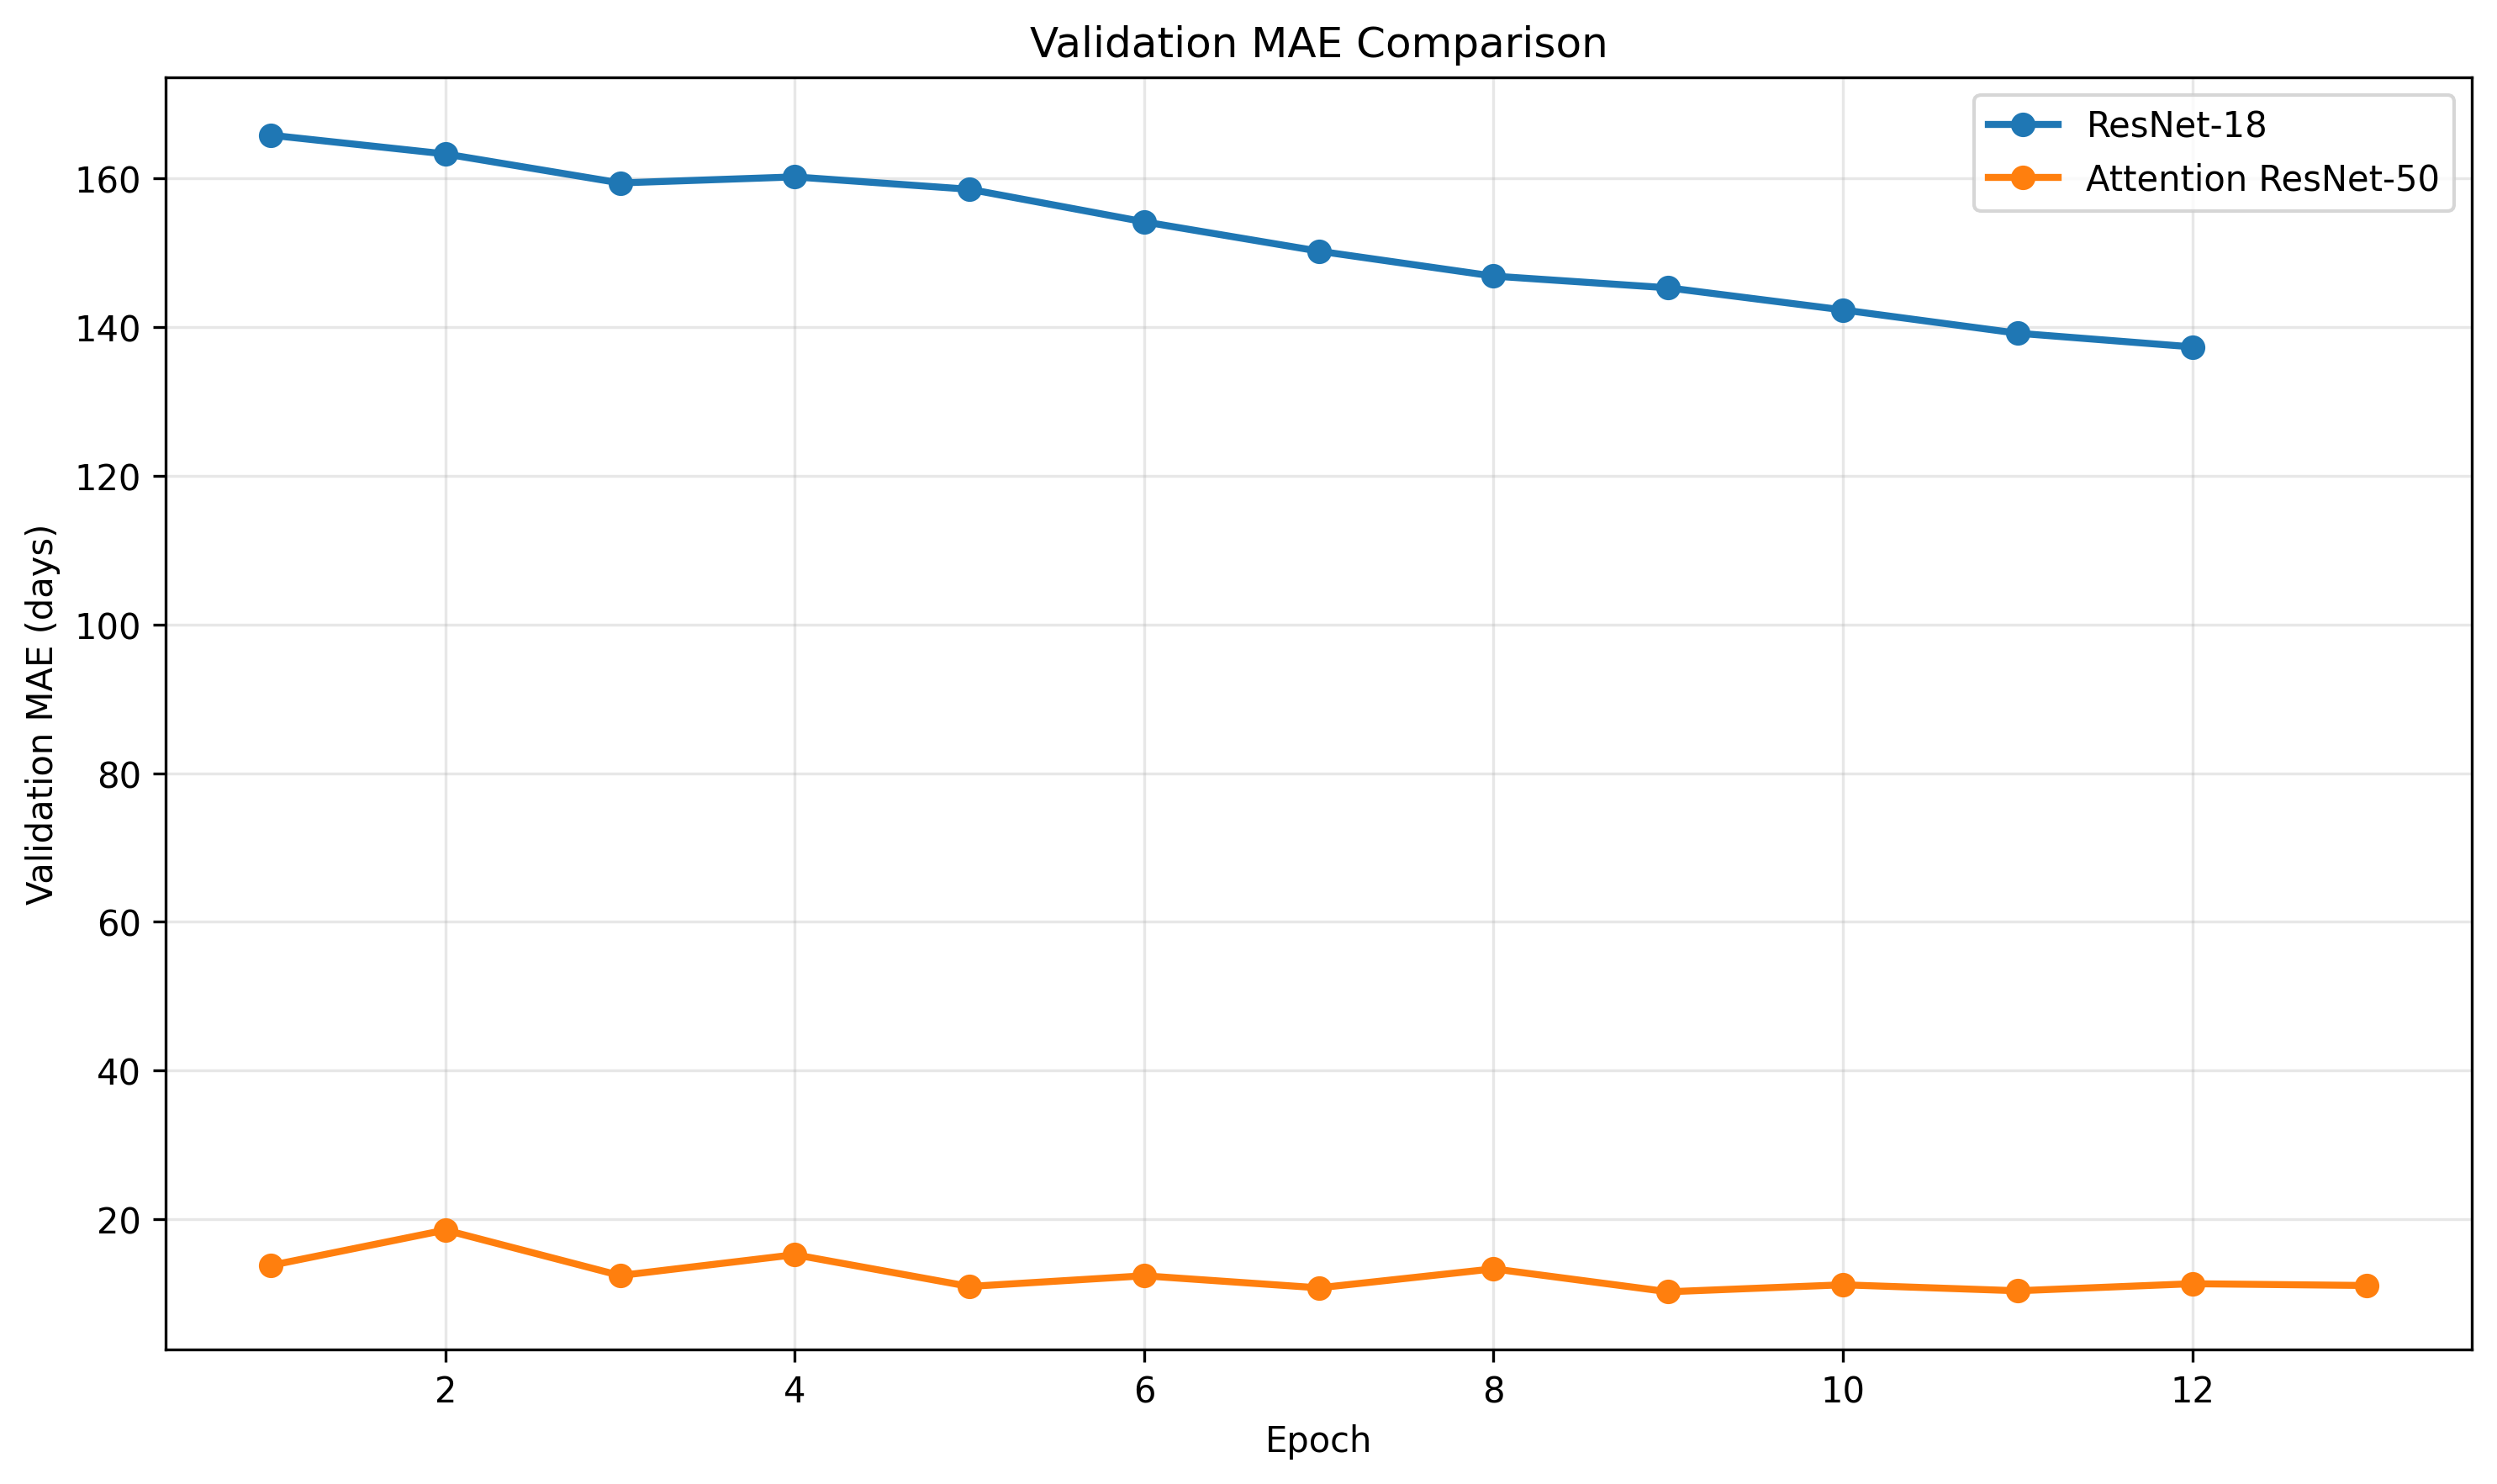 Validation MAE Comparison
ResNet-18
Attention ResNet-50
Validation MAE (days)
160
140
120
100
80
60
40
20
2
4
6
8
10
12
Epoch